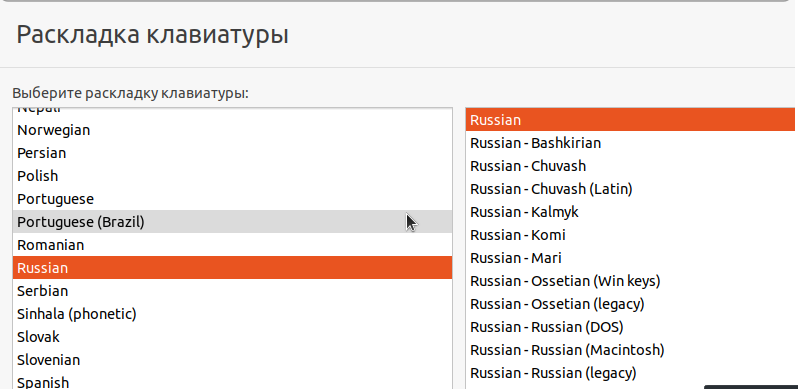 Раскладка клавиатуры
Выберите раскладку клавиатуры:
Nepali
Norwegian
Persian
Polish
Portuguese
Portuguese (Brazil)
Romanian
Russian
Serbian
Sinhala (phonetic)
Slovak
Slovenian
Spanish
Russian
Russian - Bashkirian
Russian - Chuvash
Russian - Chuvash (Latin)
Russian - Kalmyk
Russian - Komi
Russian - Mari
Russian - Ossetian (Win keys)
Russian - Ossetian (legacy)
Russian - Russian (DOS)
Russian - Russian (Macintosh)
Russian - Russian (legacy)